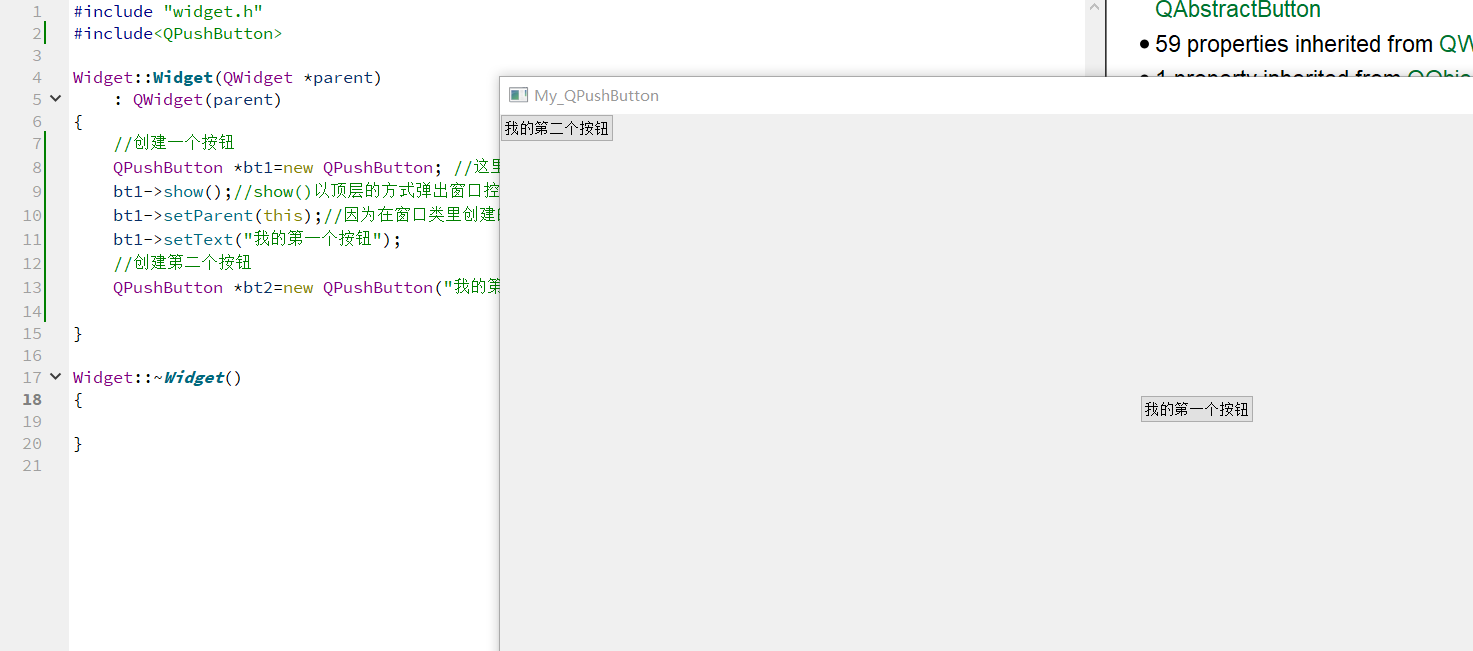 1 #include "widget.h"
2 #include<QPushButton>
3
4 Widget::Widget(QWidget *parent)
5 : QWidget(parent)
6 {
7 //创建一个按钮
8 QPushButton *bt1=new QPushButton; //这里
9 bt1->show();//show()以顶层的方式弹出窗口控
10 bt1->setParent(this);//因为在窗口类里创建的
11 bt1->setText("我的第一个按钮");
12 //创建第二个按钮
13 QPushButton *bt2=new QPushButton("我的第
14
15 }
16
17 Widget::~Widget()
18 {
19
20 }
21
QAbstractButton
• 59 properties inherited from QW
• 1 property inherited from QObje
My_QPushButton
我的第二个按钮
我的第一个按钮